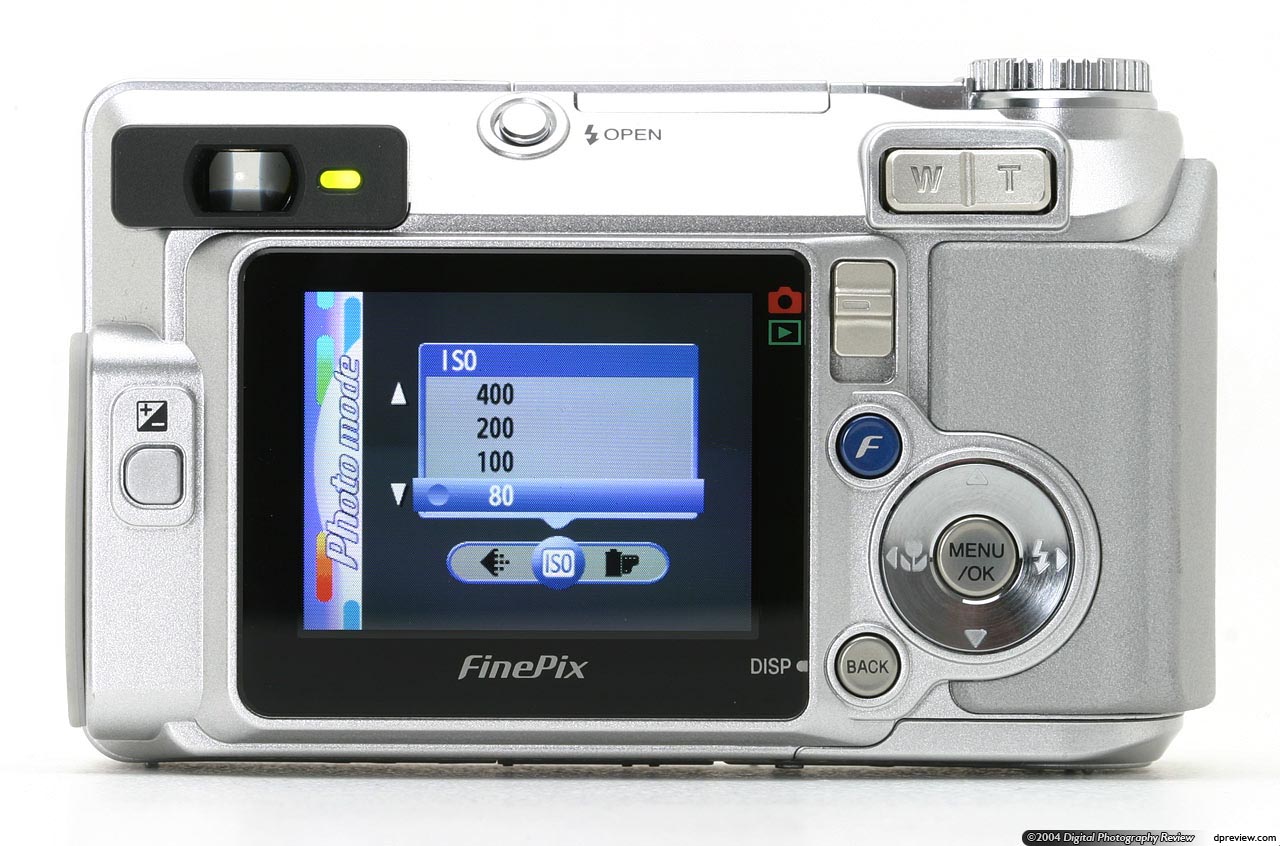 OPEN
W T
Photo mode
ISO
400
200
100
80
ISO
F
MENU
/OK
FinePix
DISP
BACK
©2004 Digital Photography Review dpreview.com